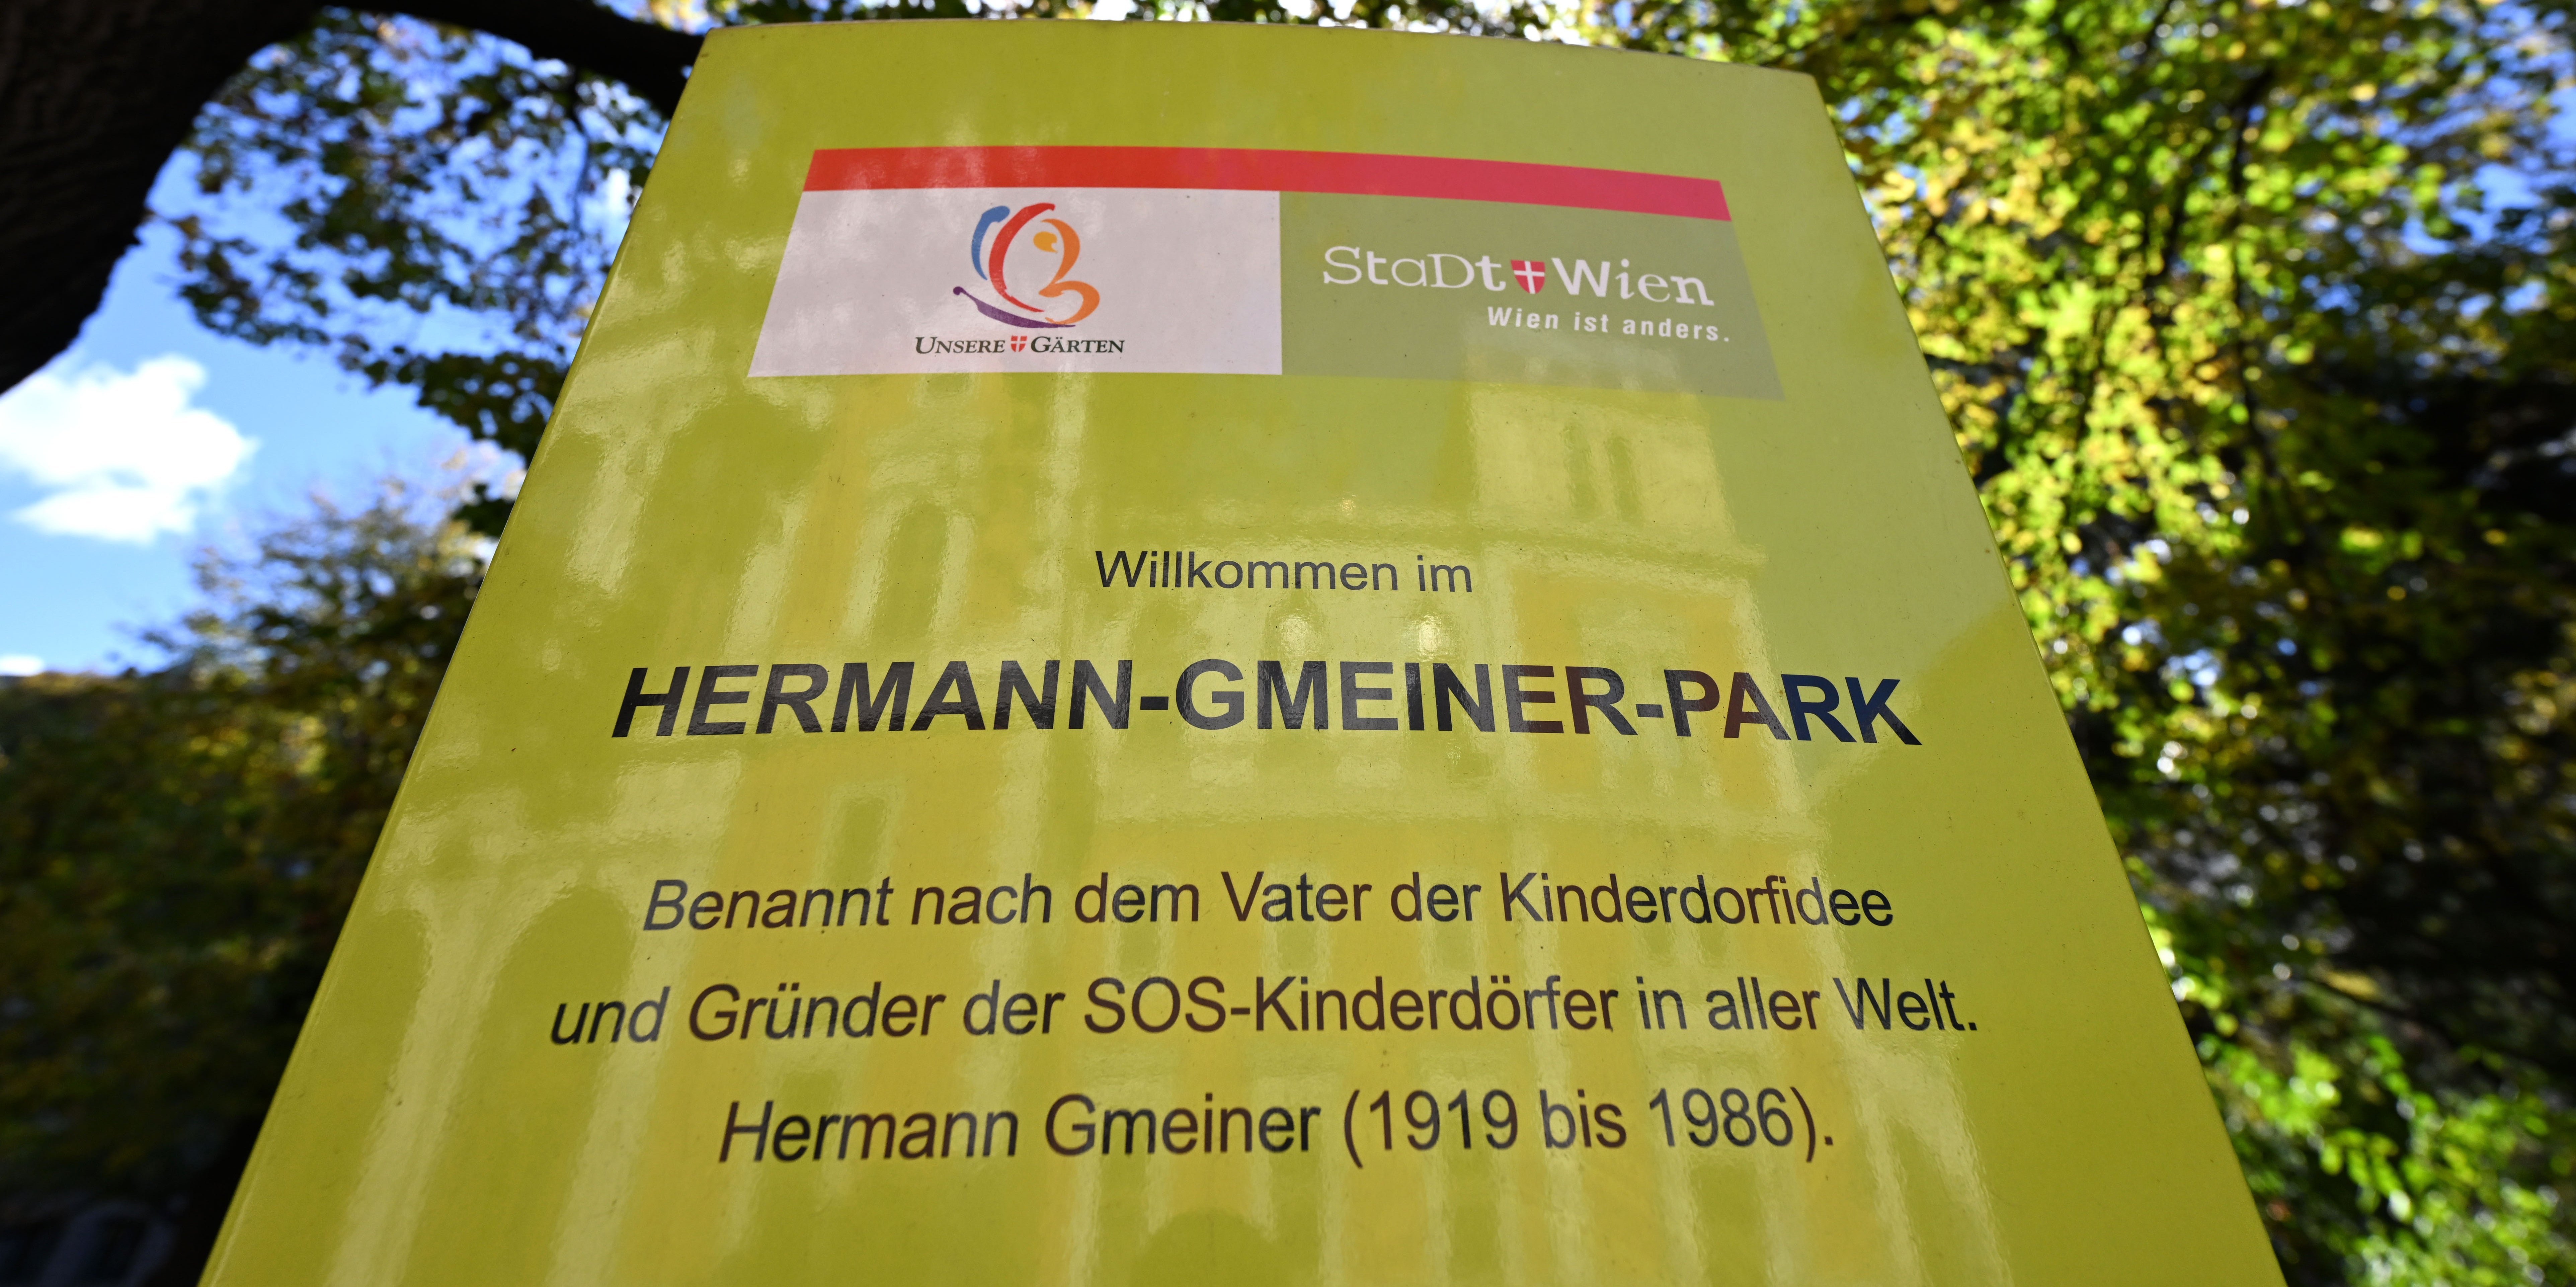 UNSERE GÄRTEN
StaDt Wien
Wien ist anders.
Willkommen im
HERMANN-GMEINER-PARK
Benannt nach dem Vater der Kinderdorfidee
und Gründer der SOS-Kinderdörfer in aller Welt.
Hermann Gmeiner (1919 bis 1986).